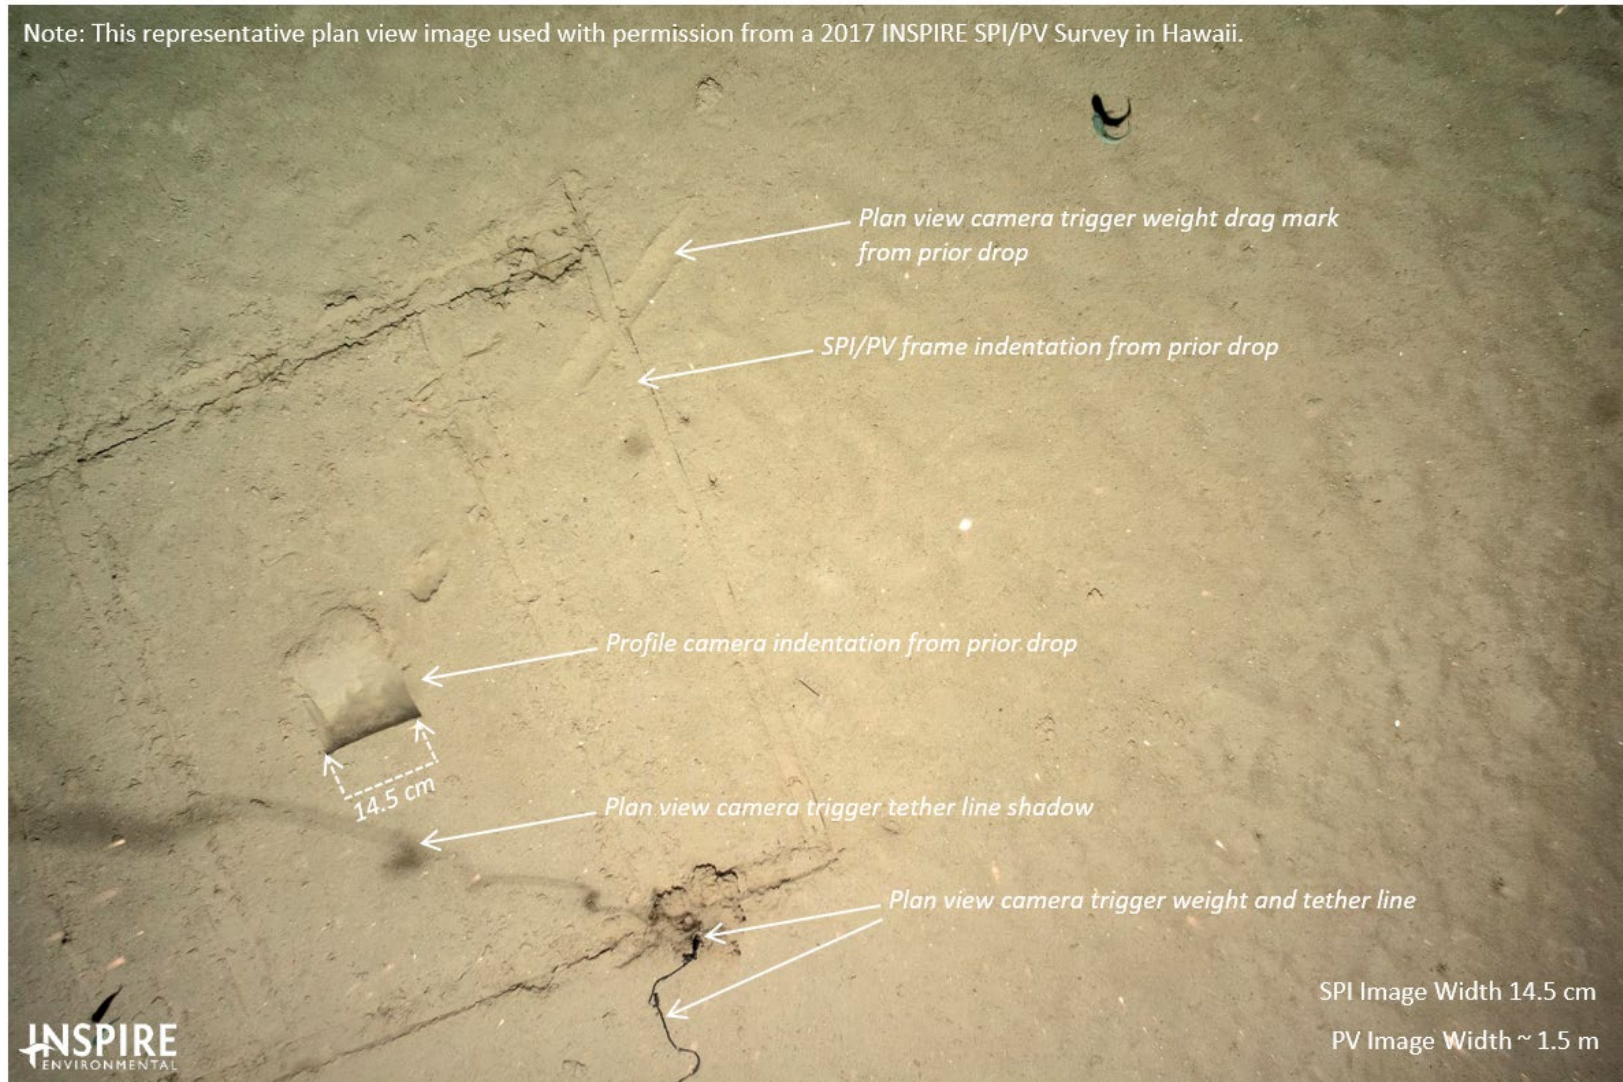 Note: This representative plan view image used with permission from a 2017 INSPIRE SPI/PV Survey in Hawaii.
Plan view camera trigger weight drag mark
from prior drop
SPI/PV frame indentation from prior drop
Profile camera indentation from prior drop
14.5 cm
Plan view camera trigger tether line shadow
Plan view camera trigger weight and tether line
SPI Image Width 14.5 cm
PV Image Width ~ 1.5 m
INSPIRE
ENVIRONMENTAL